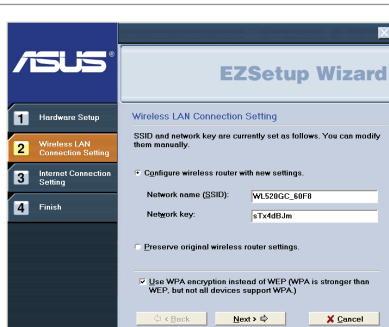 ASUS®
EZSetup Wizard
1 Hardware Setup
2 Wireless LAN
Connection Setting
3 Internet Connection
Setting
4 Finish
Wireless LAN Connection Setting
SSID and network key are currently set as follows. You can modify
them manually.
Configure wireless router with new settings.
Network name (SSID): WL520GC_60F8
Network key: sTx4dBJm
Preserve original wireless router settings.
Use WPA encryption instead of WEP (WPA is stronger than
WEP, but not all devices support WPA.)
< Back
Next >
Cancel